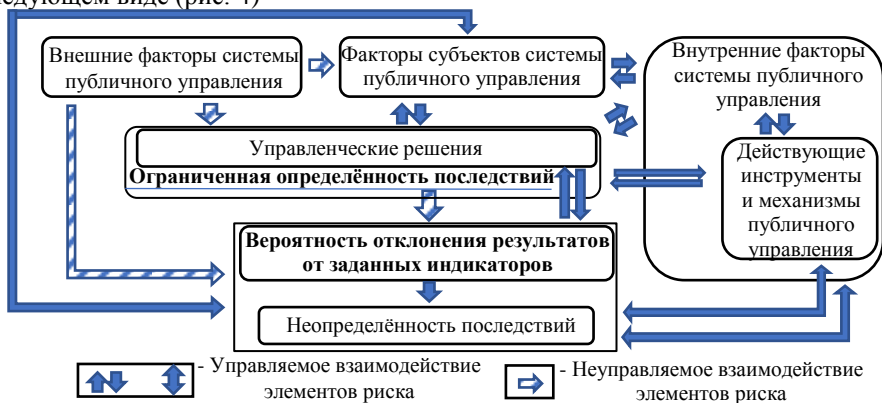 следующем виде (рис. 4)
Внешние факторы системы
публичного управления
Факторы субъектов системы
публичного управления
Внутренние факторы
системы публичного
управления
Управленческие решения
Ограниченная определённость последствий
Действующие
инструменты
и механизмы
публичного
управления
Вероятность отклонения результатов
от заданных индикаторов
Неопределённость последствий
- Управляемое взаимодействие
элементов риска
- Неуправляемое взаимодействие
элементов риска